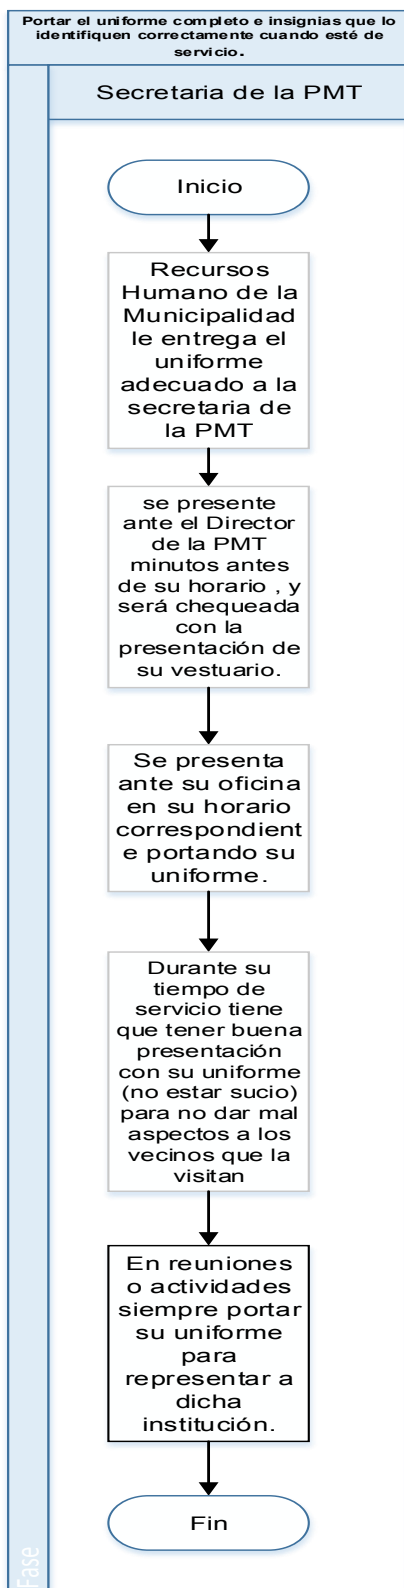 Portar el uniforme completo e insignias que lo
identifiquen correctamente cuando esté de
servicio.
Secretaria de la PMT
Inicio
Recursos
Humano de la
Municipalidad
le entrega el
uniforme
adecuado a la
secretaria de
la PMT
se presente
ante el Director
de la PMT
minutos antes
de su horario , y
será chequeada
con la
presentación de
su vestuario.
Se presenta
ante su oficina
en su horario
correspondient
e portando su
uniforme.
Durante su
tiempo de
servicio tiene
que tener buena
presentación
con su uniforme
(no estar sucio)
para no dar mal
aspectos a los
vecinos que la
visitan
En reuniones
o actividades
siempre portar
su uniforme
para
representar a
dicha
institución.
Fin
Fase